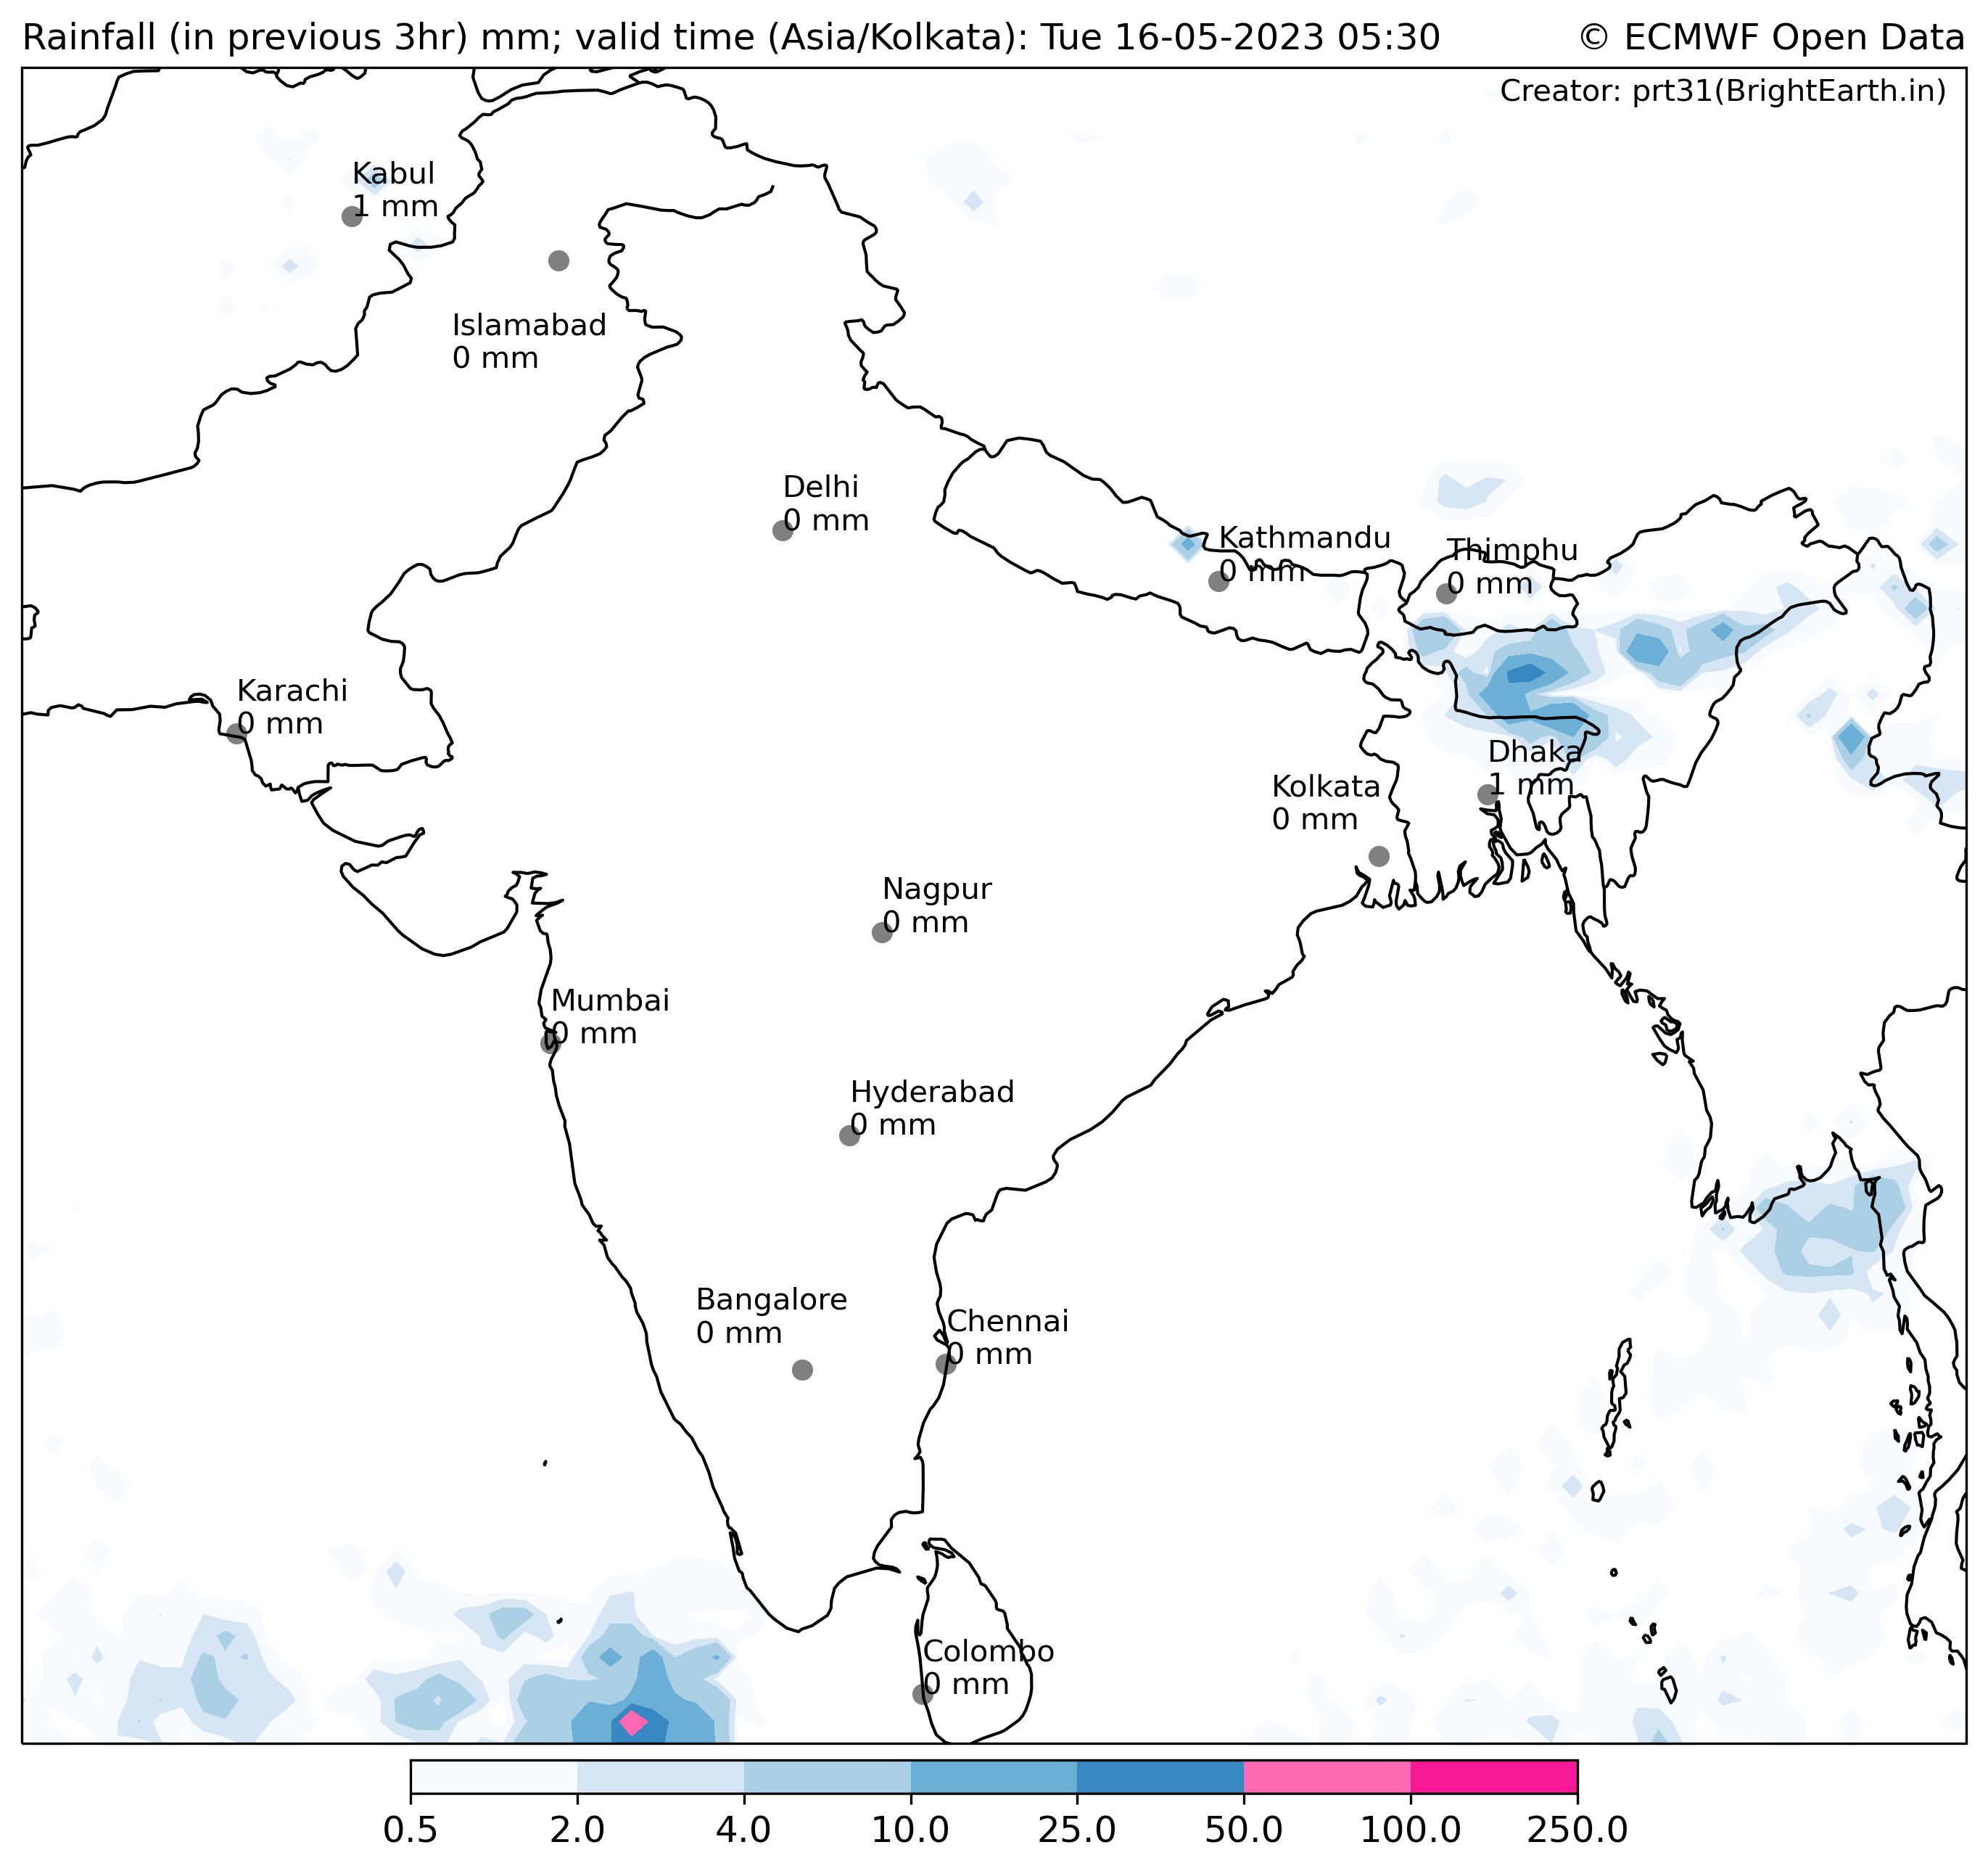 Rainfall (in previous 3hr) mm; valid time (Asia/Kolkata): Tue 16-05-2023 05:30
© ECMWF Open Data
Creator: prt31(BrightEarth.in)
Kabul
1 mm
Islamabad
0 mm
Delhi
0 mm
Kathmandu
0 mm
Thimphu
0 mm
Karachi
0 mm
Dhaka
1 mm
Kolkata
0 mm
Nagpur
0 mm
Mumbai
0 mm
Hyderabad
0 mm
Bangalore
0 mm
Chennai
0 mm
Colombo
0 mm
0.5 2.0 4.0 10.0 25.0 50.0 100.0 250.0